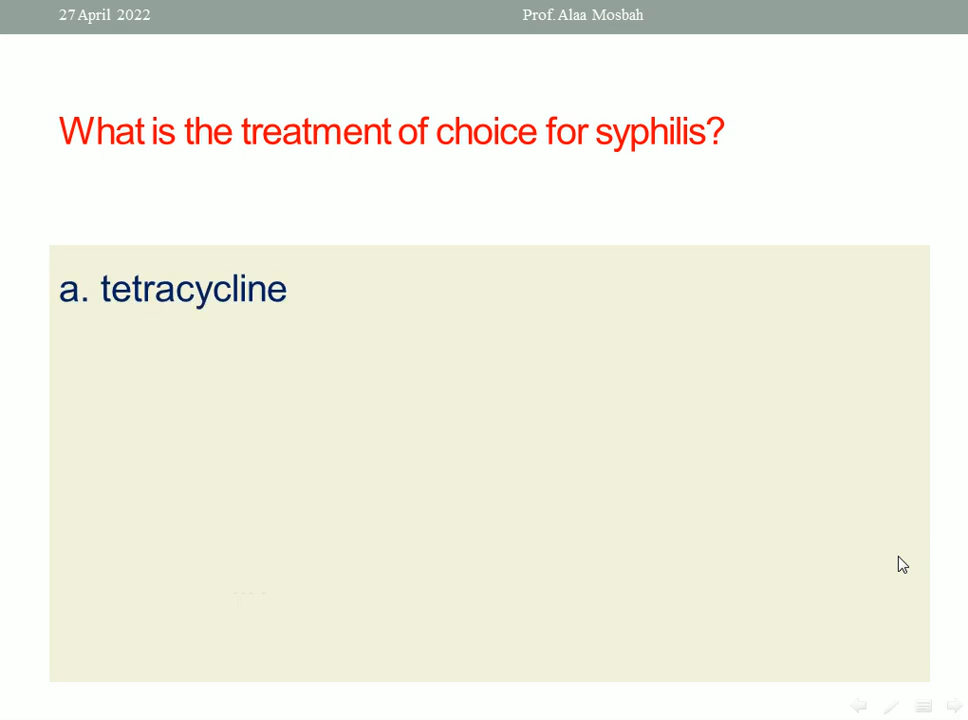 27 April 2022 Prof. Alaa Mosbah
What is the treatment of choice for syphilis?
a. tetracycline